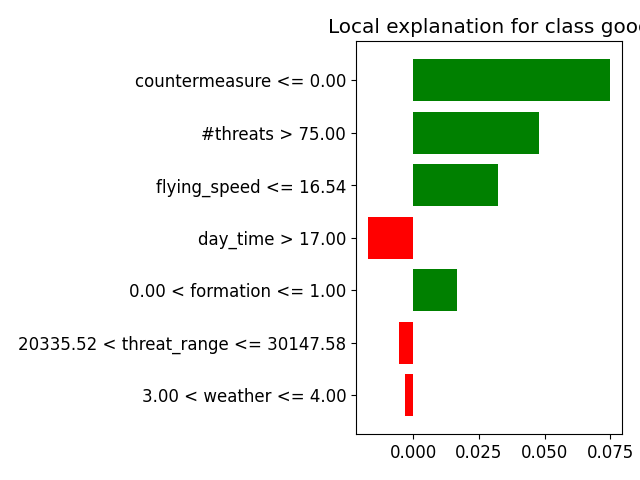 Local explanation for class good
countermeasure <= 0.00
#threats > 75.00
flying_speed <= 16.54
day_time > 17.00
0.00 < formation <= 1.00
20335.52 < threat_range <= 30147.58
3.00 < weather <= 4.00
0.000 0.025 0.050 0.075